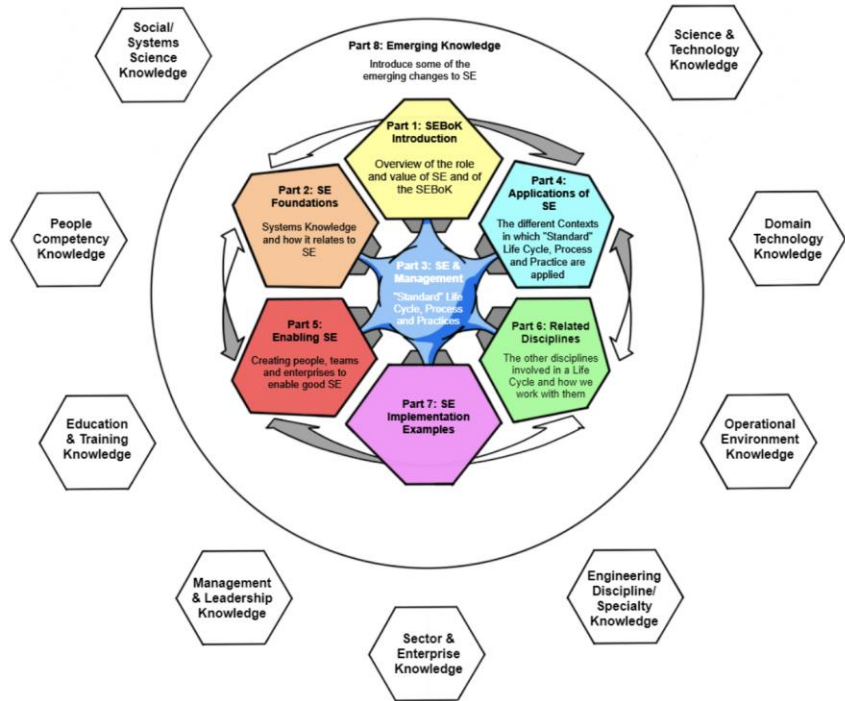 Social/
Systems
Science
Knowledge
Part 8: Emerging Knowledge
Introduce some of the
emerging changes to SE
Science &
Technology
Knowledge
Part 1: SEBoK
Introduction
Overview of the role
and value of SE and of
the SEBoK
Part 2: SE
Foundations
Systems Knowledge
and how it relates to
SE
Part 4:
Applications of
SE
The different Contexts
in which "Standard"
Life Cycle, Process
and Practice are
applied
People
Competency
Knowledge
Domain
Technology
Knowledge
Part 3: SE &
Management
"Standard" Life
Cycle, Process
and Practices
Part 5:
Enabling SE
Creating people, teams
and enterprises to
enable good SE
Part 6: Related
Disciplines
The other disciplines
involved in a Life
Cycle and how we
work with them
Part 7: SE
Implementation
Examples
Education
& Training
Knowledge
Operational
Environment
Knowledge
Management
& Leadership
Knowledge
Engineering
Discipline/
Specialty
Knowledge
Sector &
Enterprise
Knowledge